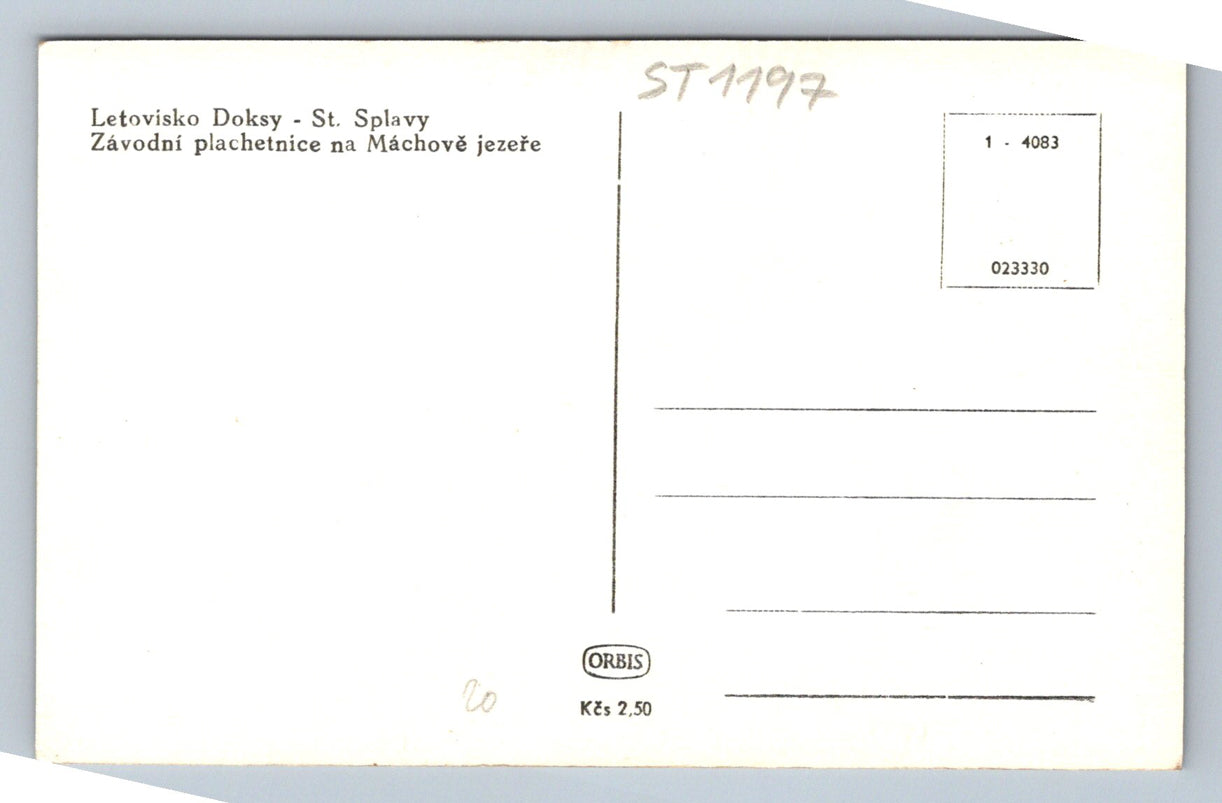 ST1197
Letovisko Doksy - St. Splavy
Závodní plachetnice na Máchově jezeře
1 - 4083
023330
ORBIS
Kčs 2,50
20